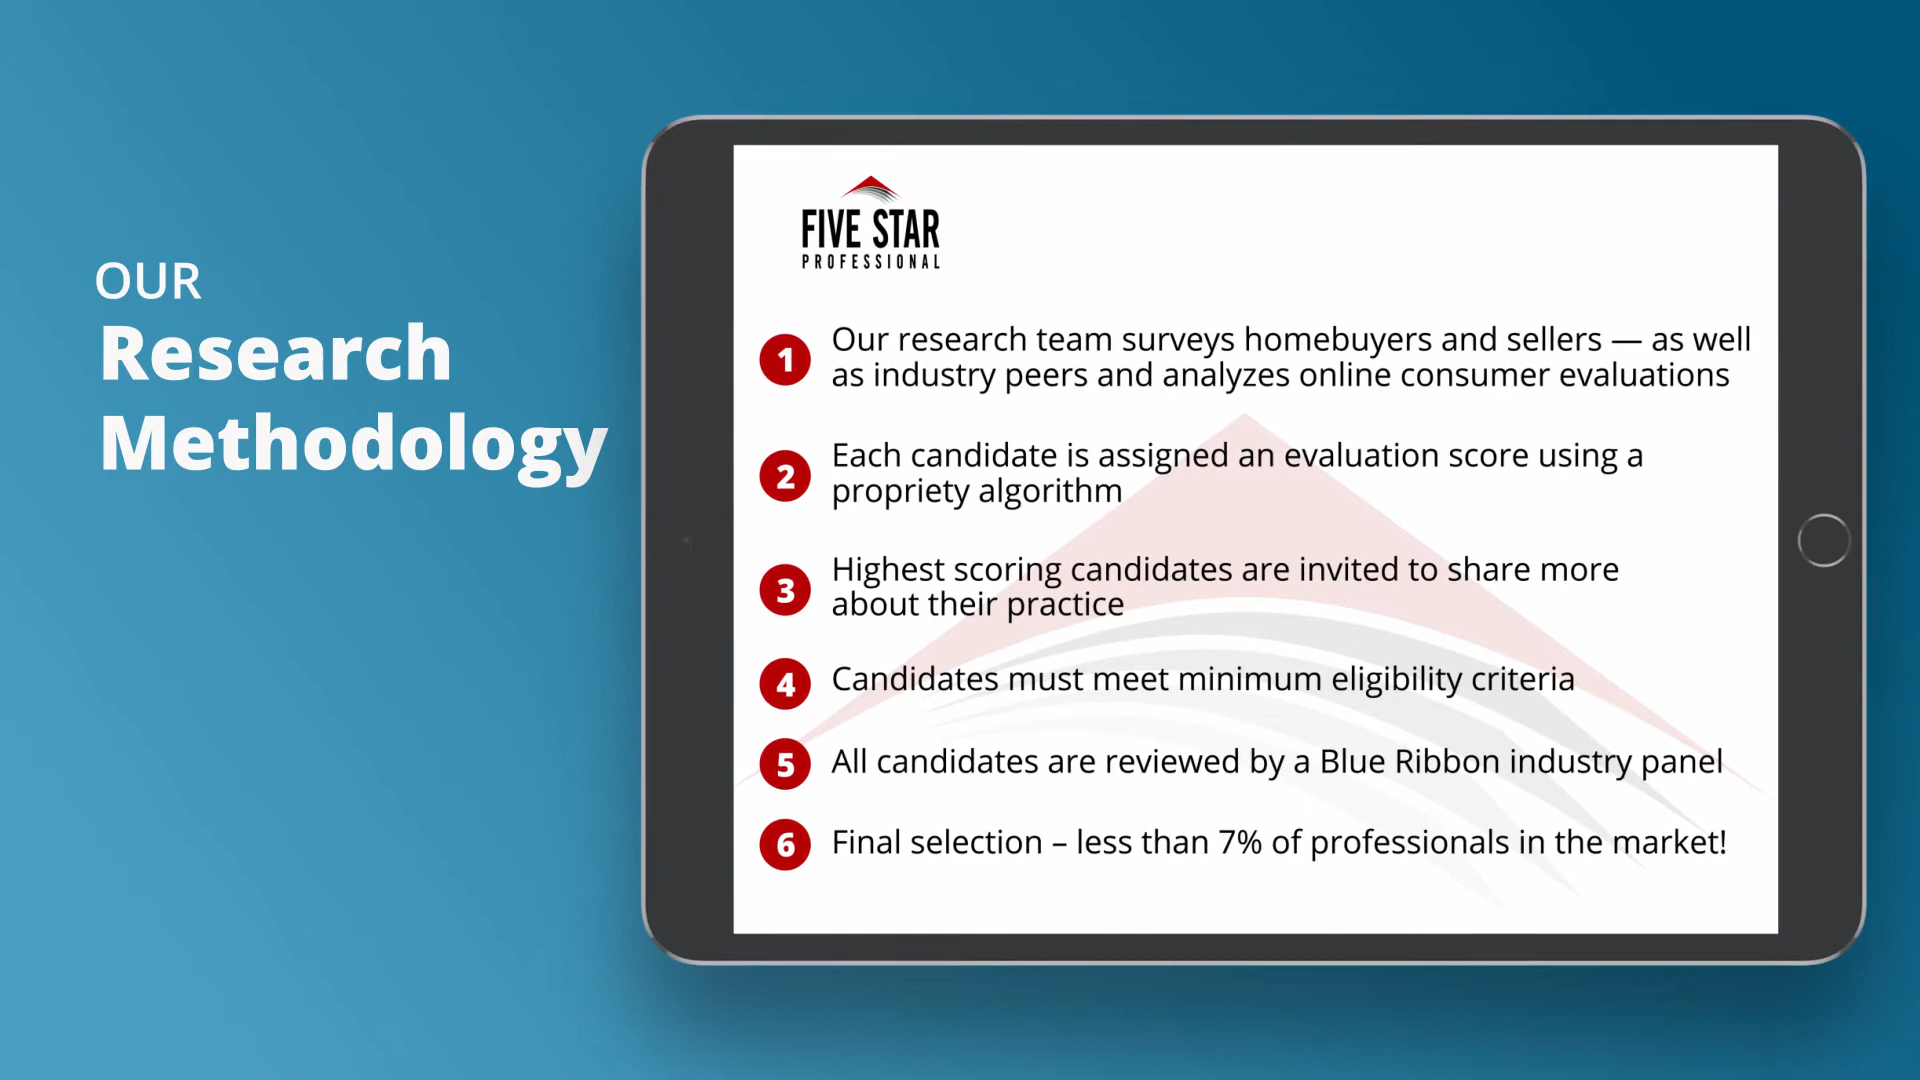 OUR
Research
Methodology
FIVE STAR
PROFESSIONAL
1 Our research team surveys homebuyers and sellers — as well
as industry peers and analyzes online consumer evaluations
2 Each candidate is assigned an evaluation score using a
propriety algorithm
3 Highest scoring candidates are invited to share more
about their practice
4 Candidates must meet minimum eligibility criteria
5 All candidates are reviewed by a Blue Ribbon industry panel
6 Final selection – less than 7% of professionals in the market!